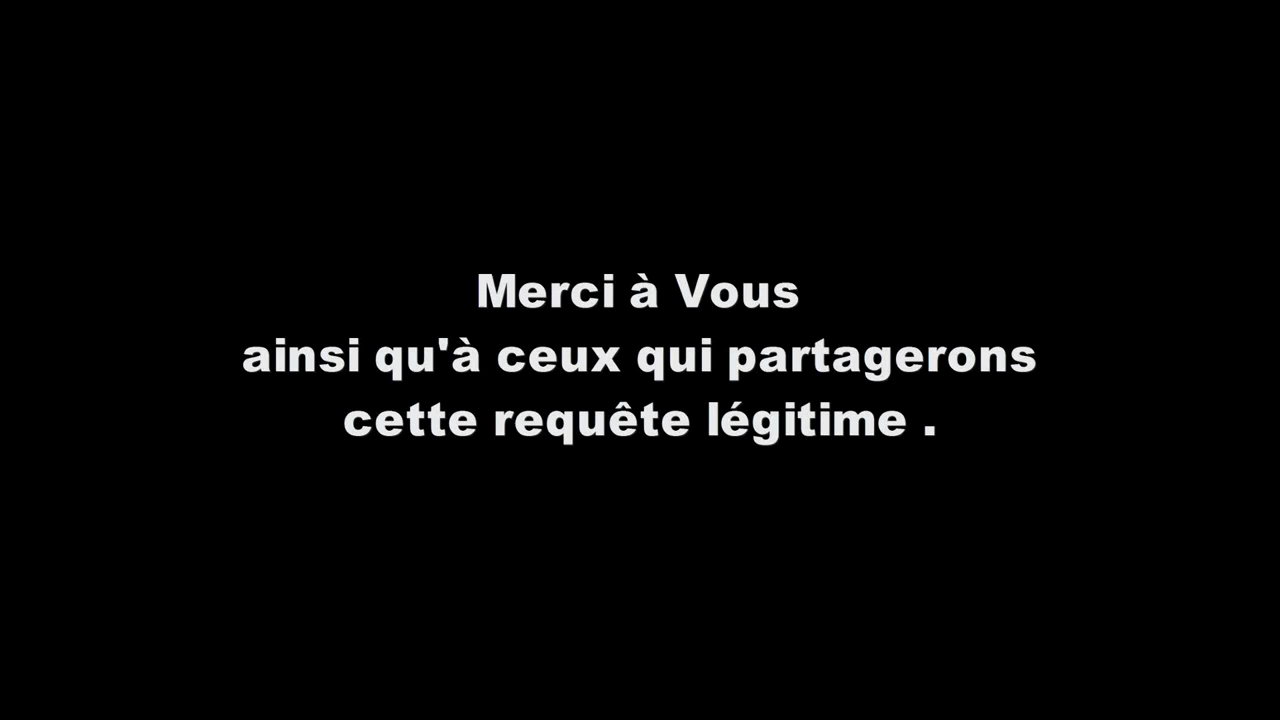 Merci à Vous
ainsi qu'à ceux qui partagerons
cette requête légitime .